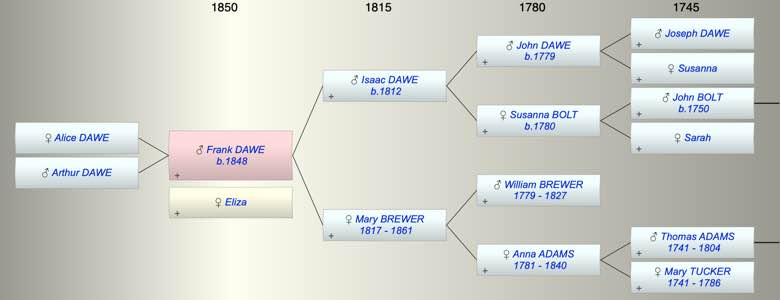 1850 1815 1780 1745
♂ Joseph DAWE
♂ John DAWE
b.1779
♀ Susanna
♂ Isaac DAWE
b.1812
♂ John BOLT
b.1750
♀ Susanna BOLT
b.1780
♀ Sarah
♀ Alice DAWE
♂ Frank DAWE
b.1848
♂ Arthur DAWE
♂ William BREWER
1779 - 1827
♀ Eliza
♀ Mary BREWER
1817 - 1861
♂ Thomas ADAMS
1741 - 1804
♀ Anna ADAMS
1781 - 1840
♀ Mary TUCKER
1741 - 1786